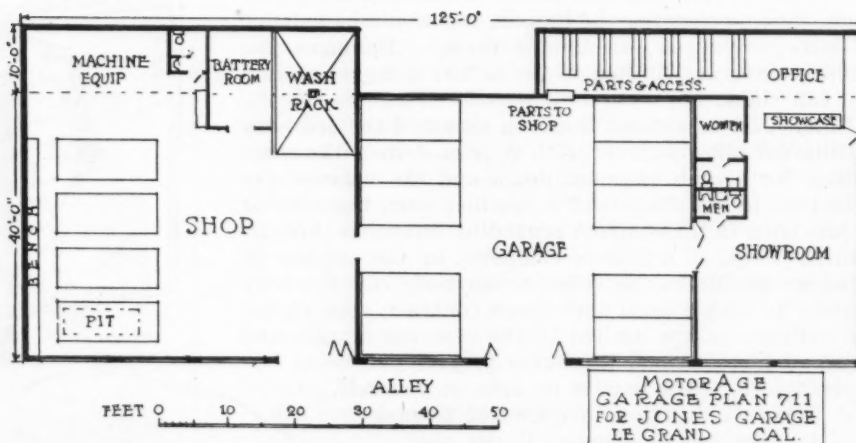 125'-0"
10'-0"
MACHINE
EQUIP
BATTERY
ROOM
WASH
RACK
PARTS & ACCES'S.
OFFICE
PARTS TO
SHOP
SHOWCASE
WOMEN
MEN
40'-0"
BENCH
SHOP
GARAGE
SHOWROOM
PIT
ALLEY
FEET 0 10 20 30 40 50
MOTOR AGE
GARAGE PLAN 711
FOR JONES GARAGE
LE GRAND CAL.